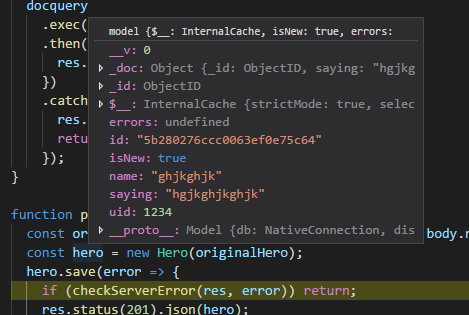 docquery
.exec(
.then(
res.
})
.catch
res.
retu
});
}
model {$__: InternalCache, isNew: true, errors:
__v: 0
_doc: Object {_id: ObjectID, saying: "hgjkg
_id: ObjectID
$__: InternalCache {strictMode: true, selec
errors: undefined
id: "5b280276ccc0063ef0e75c64"
isNew: true
name: "ghjkghjk"
saying: "hgjkghjkghjk"
uid: 1234
__proto__: Model {db: NativeConnection, dis
function p
const or body.n
const hero = new Hero(originalHero);
hero.save(error => {
if (checkServerError(res, error)) return;
res.status(201).json(hero);